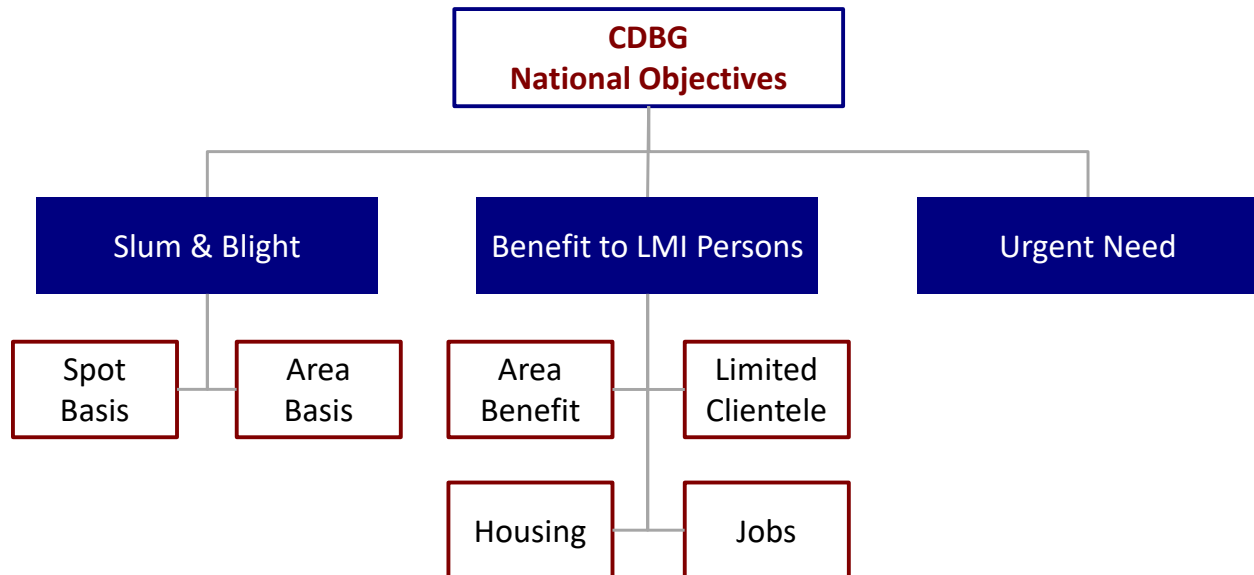 CDBG
National Objectives
Slum & Blight
Benefit to LMI Persons
Urgent Need
Spot
Basis
Area
Basis
Area
Benefit
Limited
Clientele
Housing
Jobs